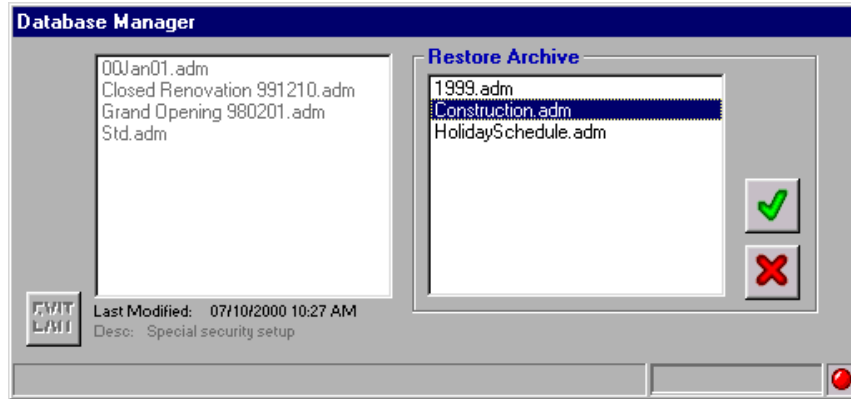 Database Manager
00Jan01.adm
Closed Renovation 991210.adm
Grand Opening 980201.adm
Std.adm
Restore Archive
1999.adm
Construction.adm
HolidaySchedule.adm
EXIT
Last Modified: 07/10/2000 10:27 AM
Desc: Special security setup